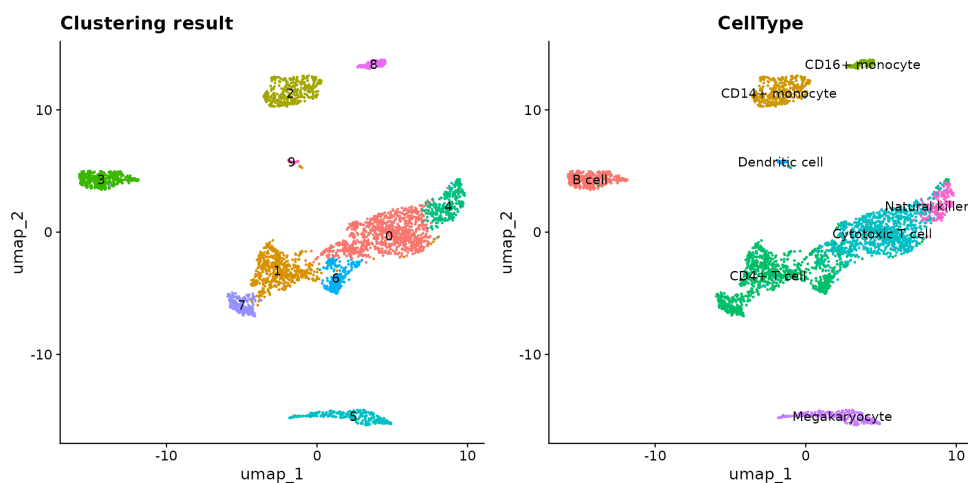 Clustering result
8
2
9
3
4
0
1
6
7
5
10
0
-10
umap_2
-10
0
10
umap_1
CellType
CD16+ monocyte
CD14+ monocyte
Dendritic cell
B cell
Natural killer
Cytotoxic T cell
CD4+ T cell
Megakaryocyte
10
0
-10
umap_2
-10
0
10
umap_1